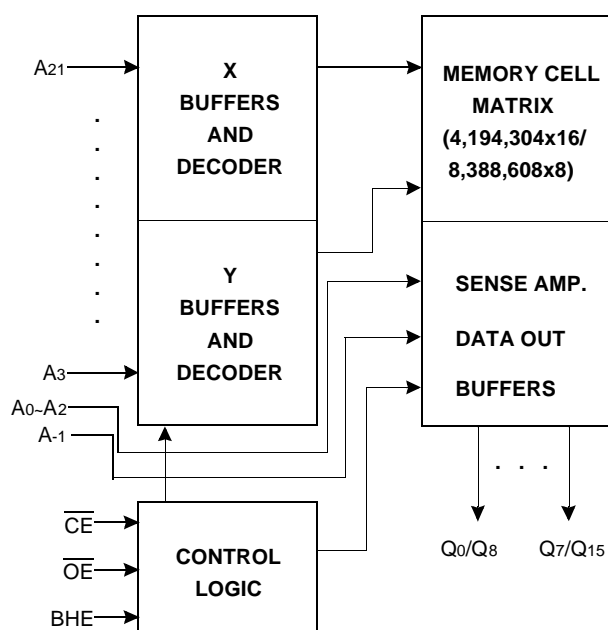 A21
X
BUFFERS
AND
DECODER
MEMORY CELL
MATRIX
(4,194,304x16/
8,388,608x8)
Y
BUFFERS
AND
DECODER
A3
A0~A2
A-1
SENSE AMP.
DATA OUT
BUFFERS
CE
OE
BHE
CONTROL
LOGIC
. . .
Q0/Q8
Q7/Q15